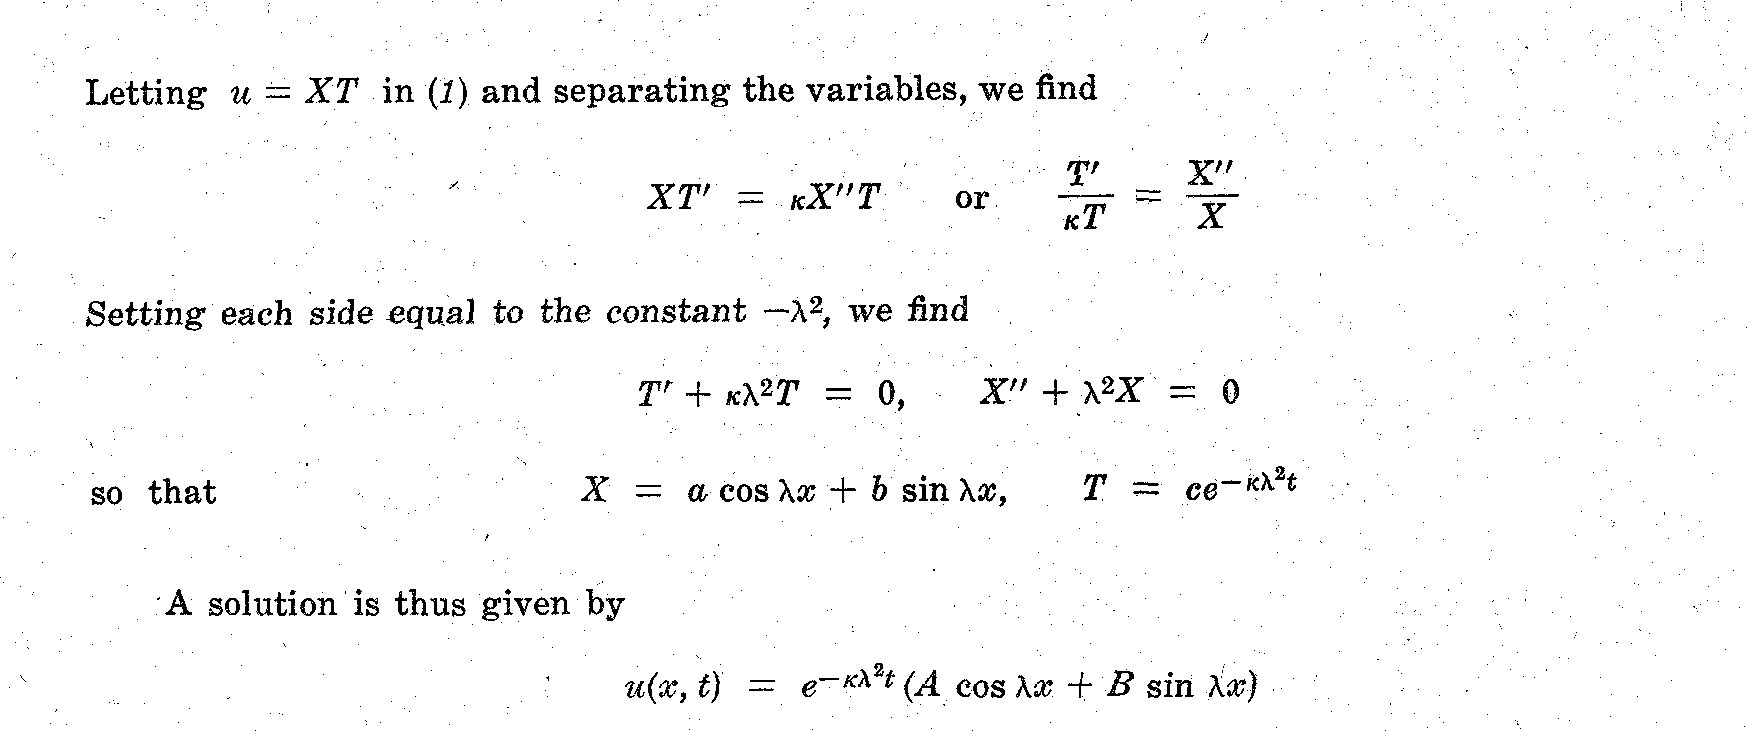 Letting u = XT in (1) and separating the variables, we find
XT′ = κX″T or T′/κT = X″/X
Setting each side equal to the constant −λ², we find
T′ + κλ²T = 0, X″ + λ²X = 0
so that X = a cos λx + b sin λx, T = ce^{−κλ²t}
A solution is thus given by
u(x, t) = e^{−κλ²t} (A cos λx + B sin λx)